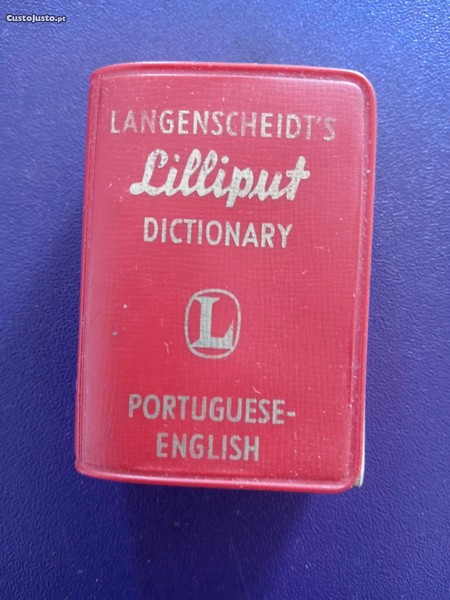 CustoJusto.pt
LANGENSCHEIDT'S
Lilliput
DICTIONARY
L
PORTUGUESE-
ENGLISH